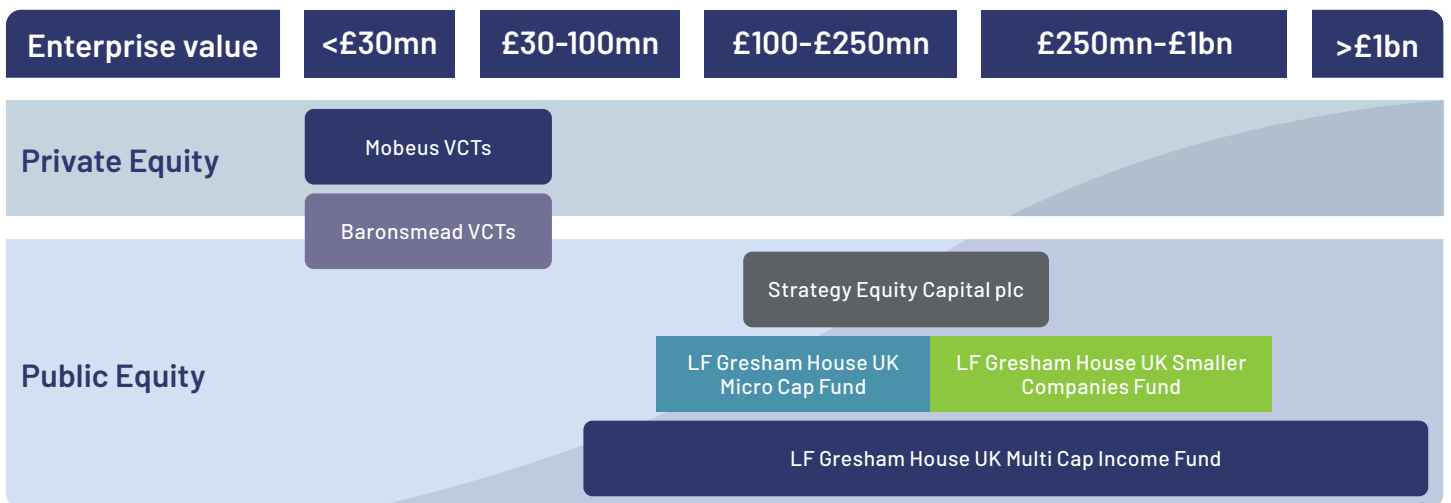 Enterprise value
<£30mn
£30-100mn
£100-£250mn
£250mn-£1bn
>£1bn
Private Equity
Mobeus VCTs
Baronsmead VCTs
Public Equity
Strategy Equity Capital plc
LF Gresham House UK
Micro Cap Fund
LF Gresham House UK Smaller
Companies Fund
LF Gresham House UK Multi Cap Income Fund